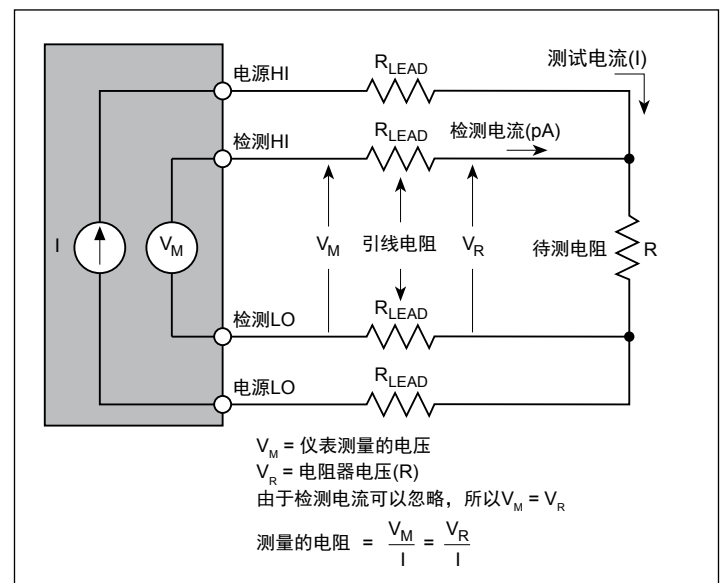 电源HI
R_LEAD
测试电流(I)
检测HI
R_LEAD
检测电流(pA)
I
V_M
V_M
引线电阻
V_R
待测电阻
R
检测LO
R_LEAD
电源LO
R_LEAD
V_M = 仪表测量的电压
V_R = 电阻器电压(R)
由于检测电流可以忽略，所以V_M = V_R
测量的电阻 = V_M / I = V_R / I